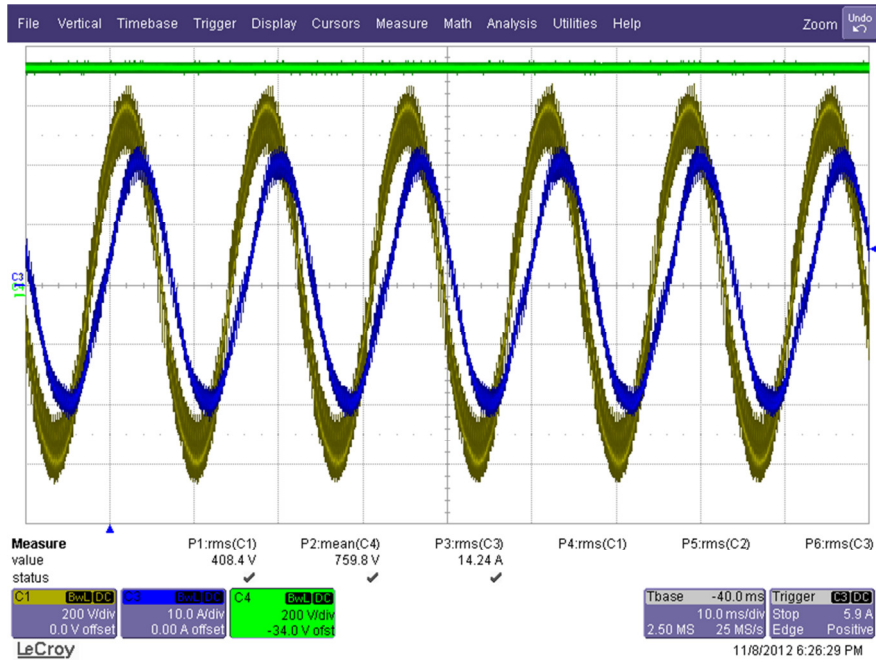 File Vertical Timebase Trigger Display Cursors Measure Math Analysis Utilities Help Zoom Undo
C3
Measure P1:rms(C1) P2:mean(C4) P3:rms(C3) P4:rms(C1) P5:rms(C2) P6:rms(C3)
value 408.4 V 759.8 V 14.24 A
status
C1 BwL DC C3 BwL DC C4 BwL DC Tbase -40.0 ms Trigger C3 DC
200 V/div 10.0 A/div 200 V/div 10.0 ms/div Stop 5.9 A
0.0 V offset 0.00 A offset -34.0 V ofst 2.50 MS 25 MS/s Edge Positive
LeCroy 11/8/2012 6:26:29 PM